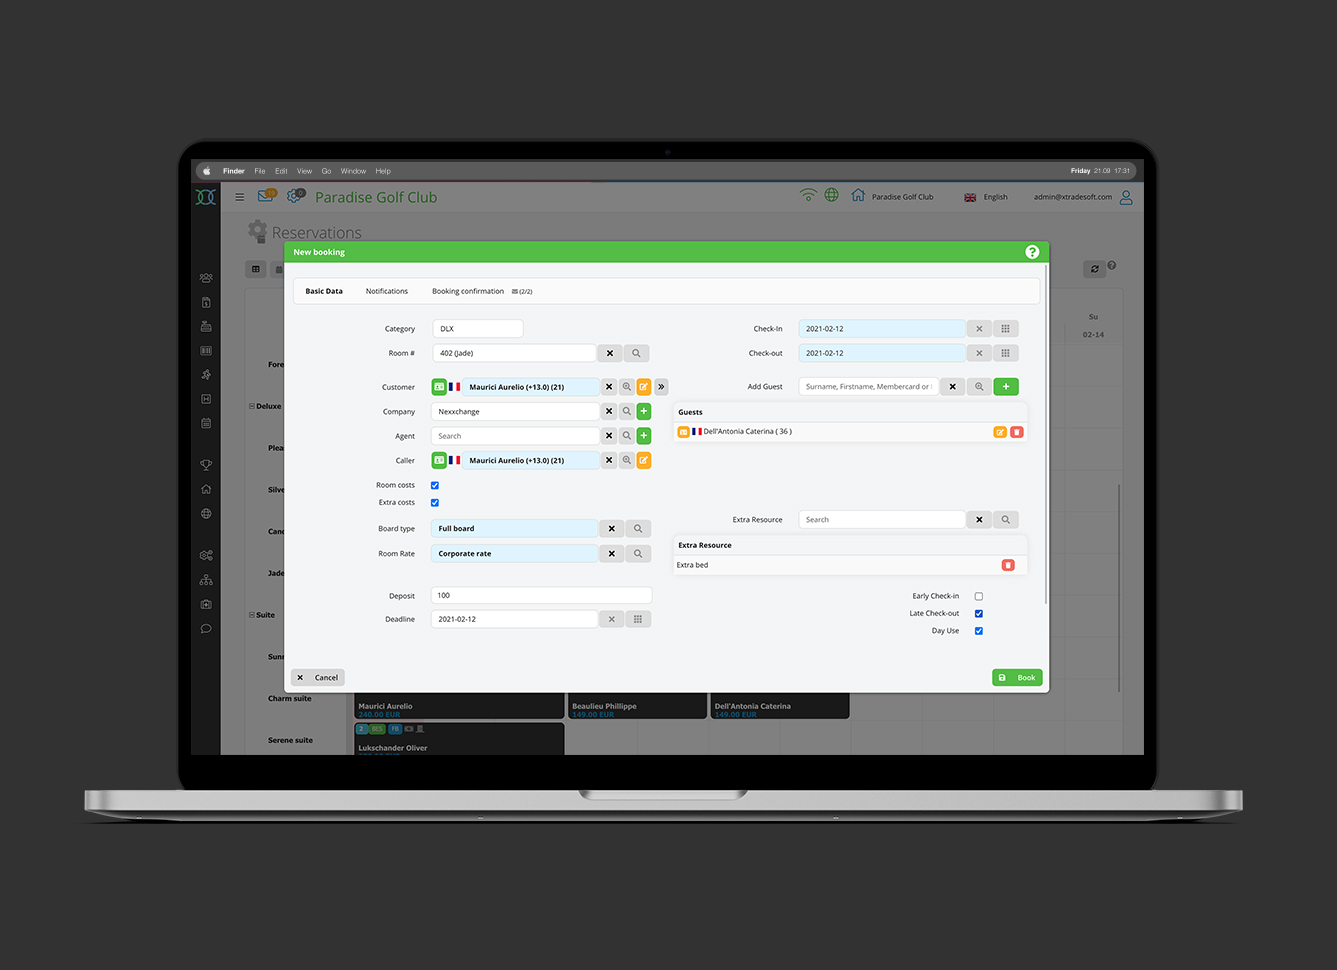 Finder File Edit View Go Window Help Friday 21:09 17:31
Paradise Golf Club Paradise Golf Club English admin@xtradesoft.com
Reservations
New booking ?
Basic Data Notifications Booking confirmation (2/2)
Category DLX Check-In 2021-02-12
Room # 402 (Jade) Check-out 2021-02-12
Customer Maurici Aurelio (+13.0) (21) Add Guest Surname, Firstname, Membercard or
Company Nexxchange Guests
Dell'Antonia Caterina ( 36 )
Agent Search
Caller Maurici Aurelio (+13.0) (21)
Room costs
Extra costs
Extra Resource Search
Board type Full board
Extra Resource
Room Rate Corporate rate
Extra bed
Deposit 100 Early Check-in
Late Check-out
Deadline 2021-02-12
Day Use
Cancel Book
Su
02-14
Fore
Deluxe
Plea
Silve
Canc
Jade
Suite
Sunr
Charm suite
Maurici Aurelio Beaulieu Phillippe Dell'Antonia Caterina
240.00 EUR 149.00 EUR 149.00 EUR
2 BES FB
Serene suite
Lukschander Oliver